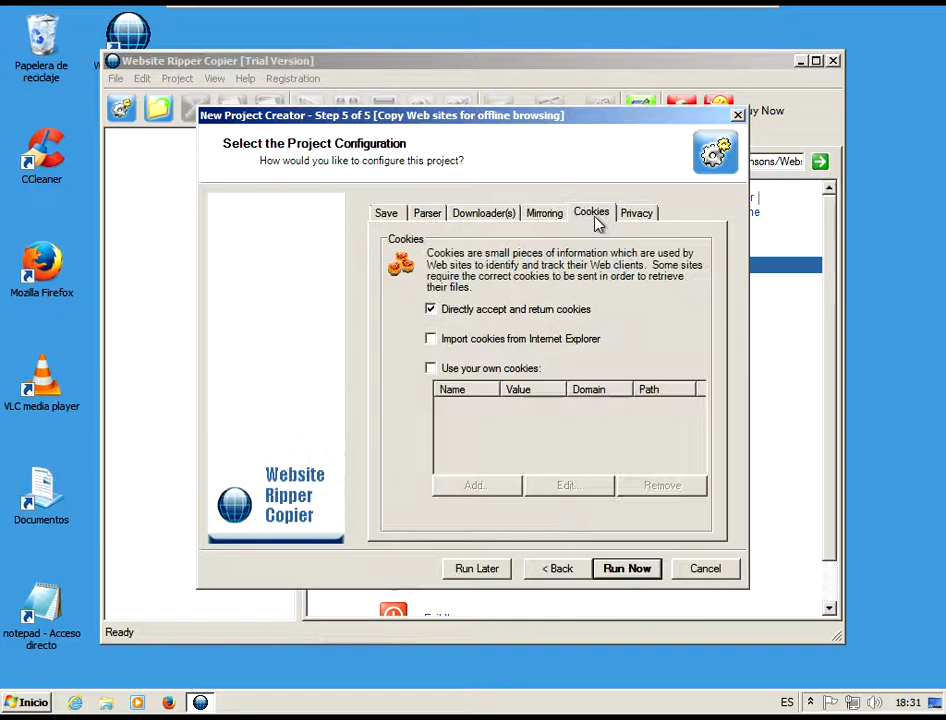 Papelera de
reciclaje
CCleaner
Mozilla Firefox
VLC media player
Documentos
notepad - Acceso
directo
Website Ripper Copier [Trial Version]
File Edit Project View Help Registration
uy Now
nsons/Web:
New Project Creator - Step 5 of 5 [Copy Web sites for offline browsing]
Select the Project Configuration
How would you like to configure this project?
Save Parser Downloader(s) Mirroring Cookies Privacy
Cookies
Cookies are small pieces of information which are used by
Web sites to identify and track their Web clients. Some sites
require the correct cookies to be sent in order to retrieve
their files.
Directly accept and return cookies
Import cookies from Internet Explorer
Use your own cookies:
Name Value Domain Path
Add.. Edit... Remove
Website
Ripper
Copier
Run Later < Back Run Now Cancel
Ready
Inicio
ES 18:31